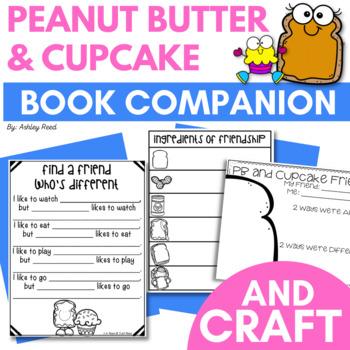 PEANUT BUTTER
& CUPCAKE
BOOK COMPANION
By: Ashley Reed
Find a friend
who's different
I like to watch
but likes to watch
I like to eat
but likes to eat
I like to play
but likes to play
I like to go
but likes to go
ingredients of friendship
PB and Cupcake Frie
My friend:
Me:
2 ways we're Al
2 ways we're Differen
AND
CRAFT